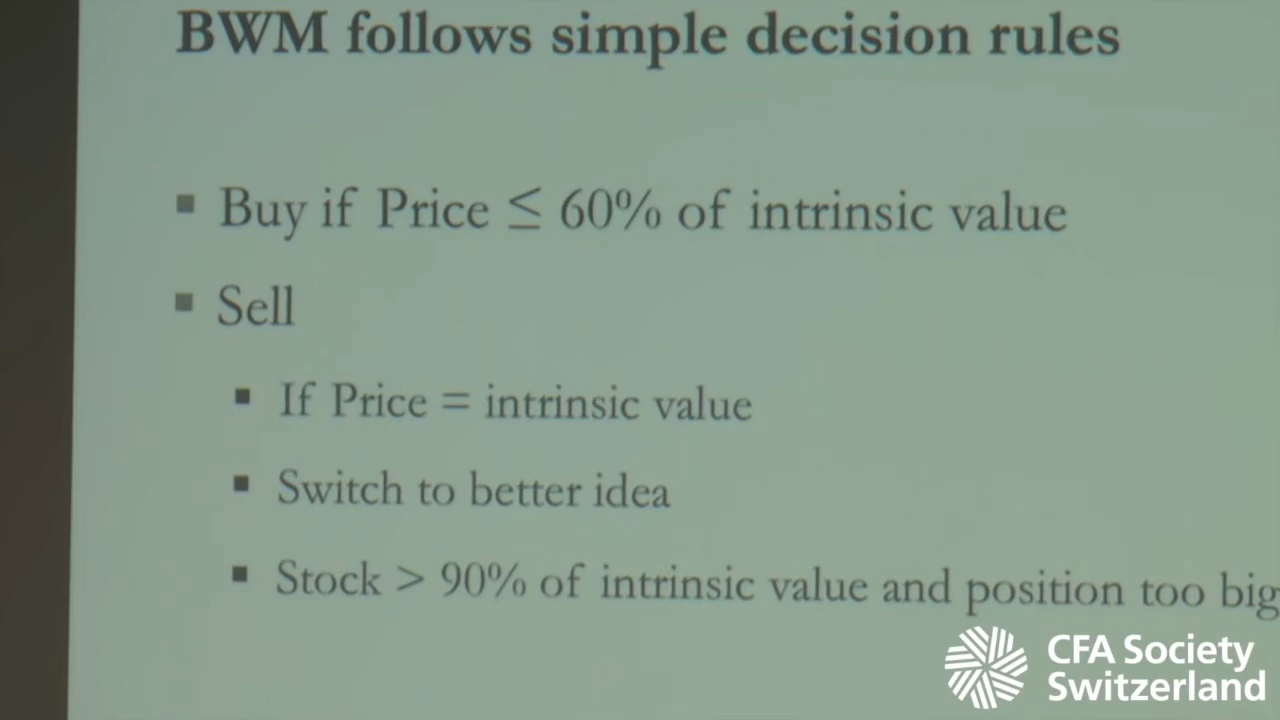 BWM follows simple decision rules
▪ Buy if Price ≤ 60% of intrinsic value
▪ Sell
▪ If Price = intrinsic value
▪ Switch to better idea
▪ Stock > 90% of intrinsic value and position too big
CFA Society
Switzerland